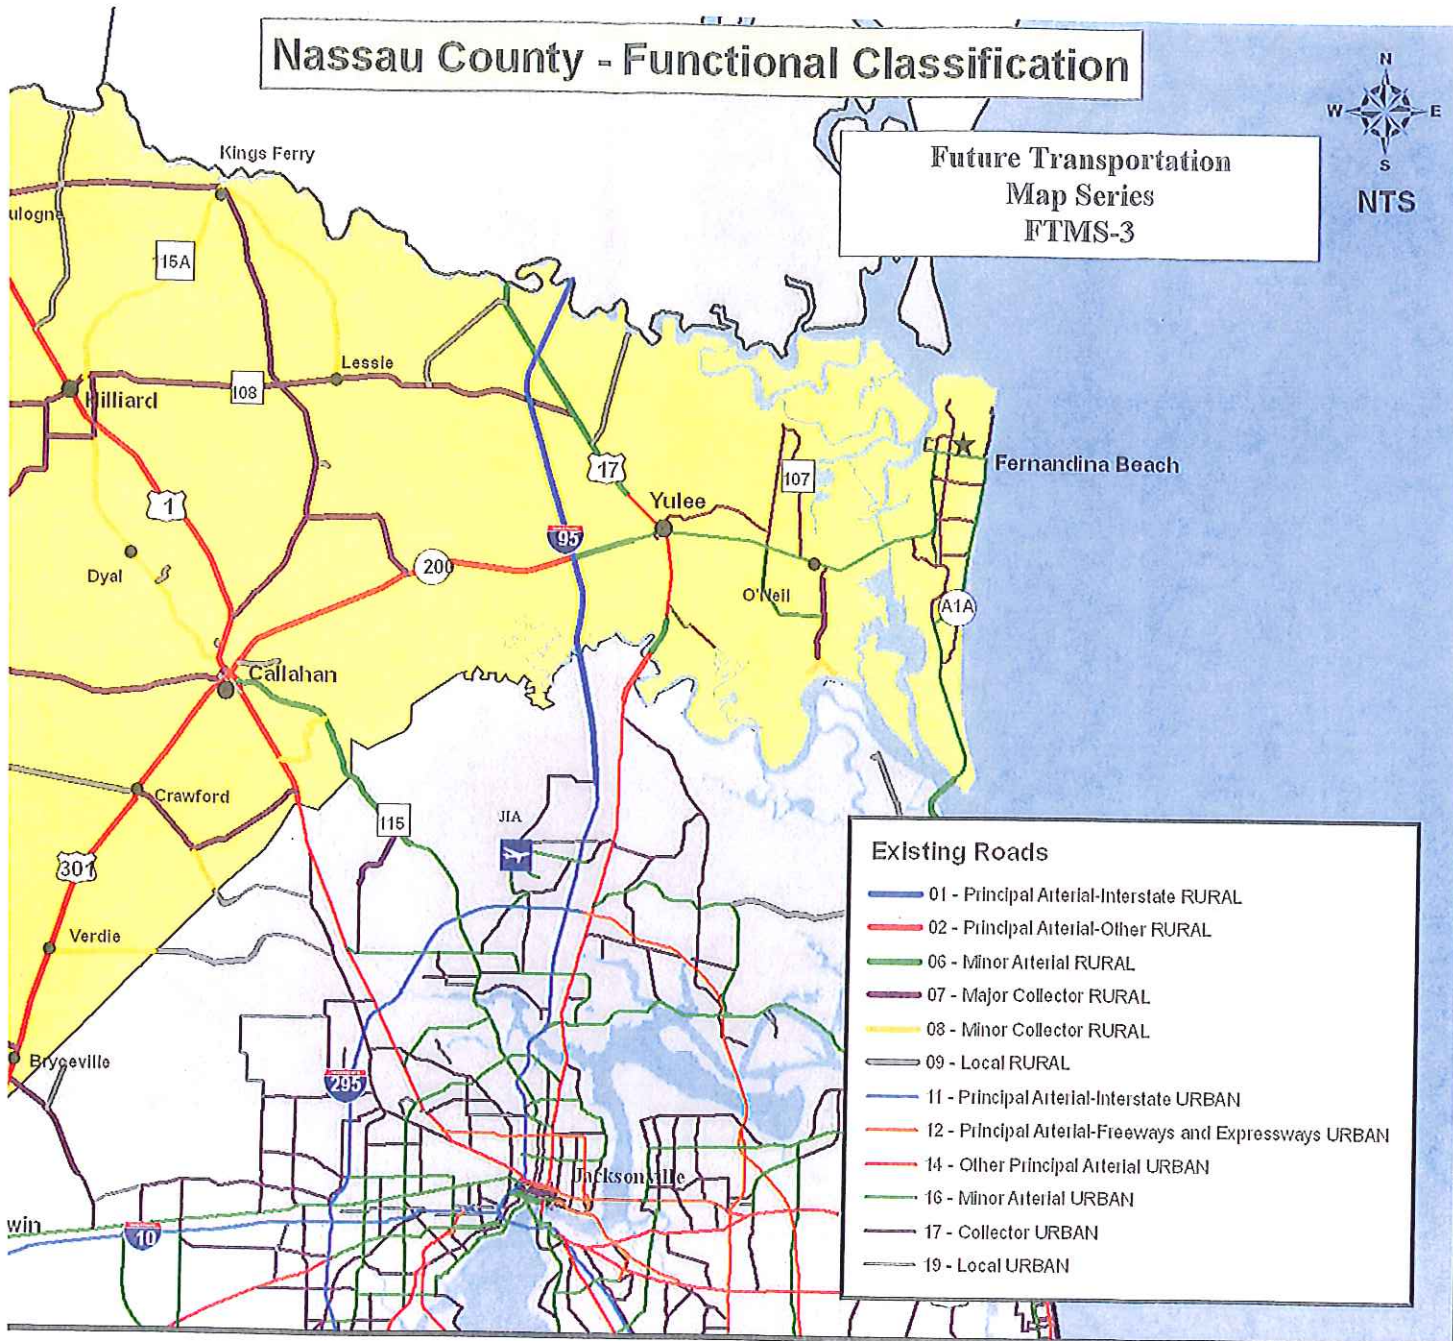 Nassau County - Functional Classification
N
W E
S
NTS
Future Transportation
Map Series
FTMS-3
Kings Ferry
ulogne
115A
Lessie
108
Hilliard
17
107
Fernandina Beach
1
Yulee
95
200
Dyal
O'Neil
A1A
Callahan
Crawford
115
JIA
301
Verdie
Bryceville
295
Jacksonville
win
10
Existing Roads
01 - Principal Arterial-Interstate RURAL
02 - Principal Arterial-Other RURAL
06 - Minor Arterial RURAL
07 - Major Collector RURAL
08 - Minor Collector RURAL
09 - Local RURAL
11 - Principal Arterial-Interstate URBAN
12 - Principal Arterial-Freeways and Expressways URBAN
14 - Other Principal Arterial URBAN
16 - Minor Arterial URBAN
17 - Collector URBAN
19 - Local URBAN